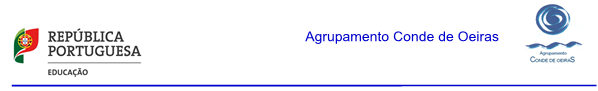 REPÚBLICA
PORTUGUESA
EDUCAÇÃO
Agrupamento Conde de Oeiras
Agrupamento
CONDE DE OEIRAS